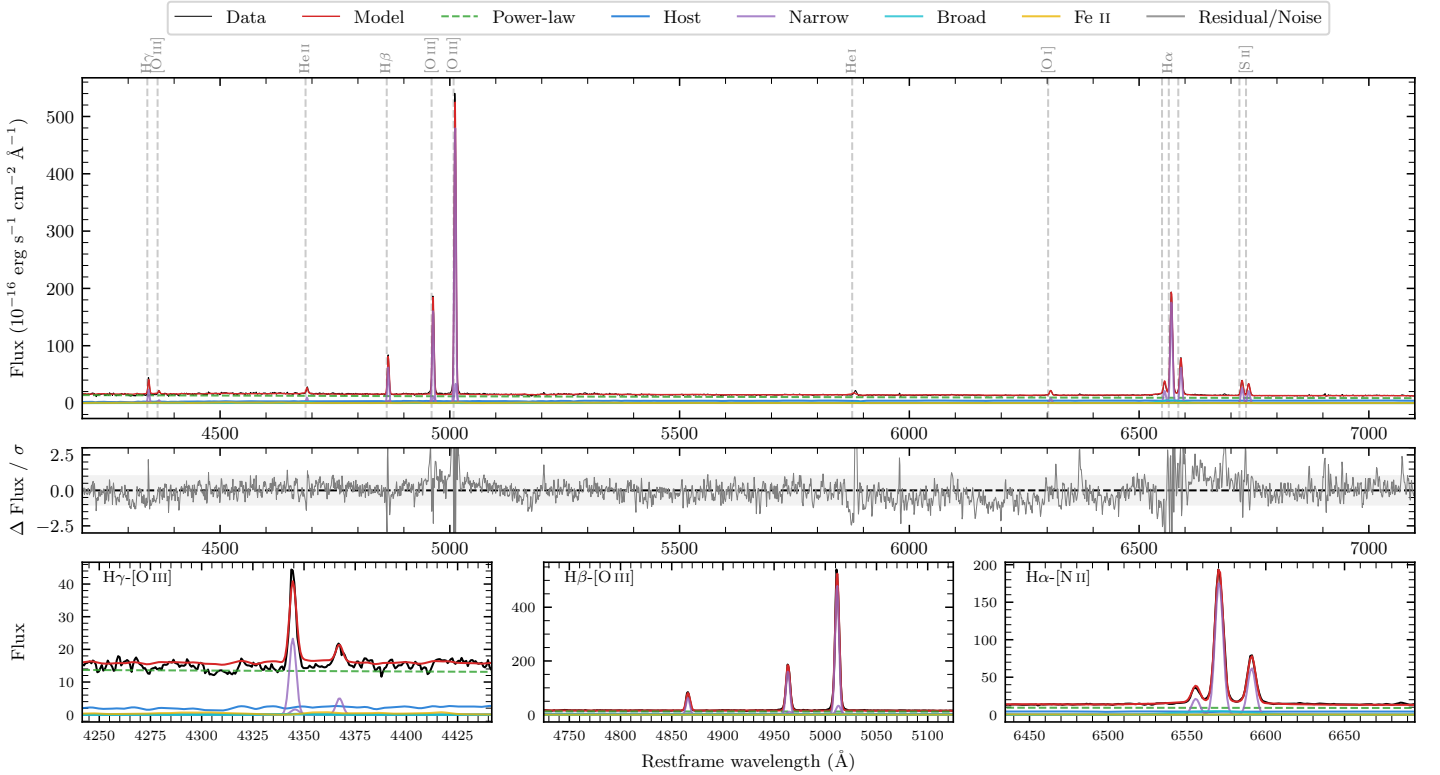 Data Model Power-law Host Narrow Broad Fe II Residual/Noise
Hγ [O III] He II Hβ [O III] [O III] He I [O I] Hα [S II]
Flux (10⁻¹⁶ erg s⁻¹ cm⁻² Å⁻¹)
500
400
300
200
100
0
4500 5000 5500 6000 6500 7000
Δ Flux / σ
2.5
0.0
−2.5
4500 5000 5500 6000 6500 7000
Flux
Hγ-[O III]
40
30
20
10
0
4250 4275 4300 4325 4350 4375 4400 4425
Hβ-[O III]
400
200
0
4750 4800 4850 4900 4950 5000 5050 5100
Hα-[N II]
200
150
100
50
0
6450 6500 6550 6600 6650
Restframe wavelength (Å)